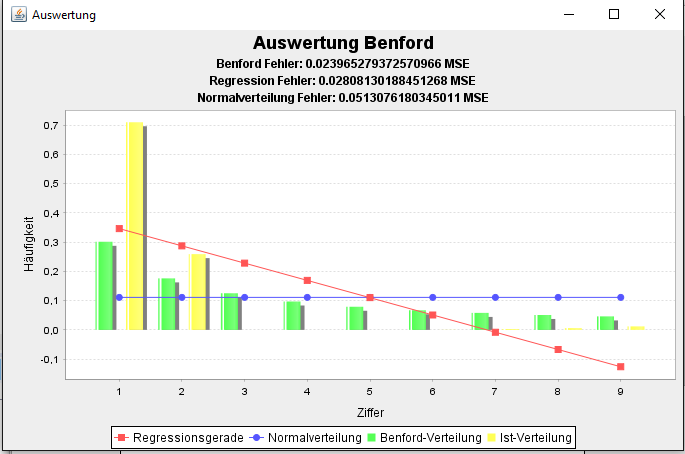 Auswertung
Auswertung Benford
Benford Fehler: 0.023965279372570966 MSE
Regression Fehler: 0.02808130188451268 MSE
Normalverteilung Fehler: 0.0513076180345011 MSE
0,7
0,6
0,5
0,4
0,3
0,2
0,1
0,0
-0,1
Häufigkeit
1 2 3 4 5 6 7 8 9
Ziffer
Regressionsgerade Normalverteilung Benford-Verteilung Ist-Verteilung